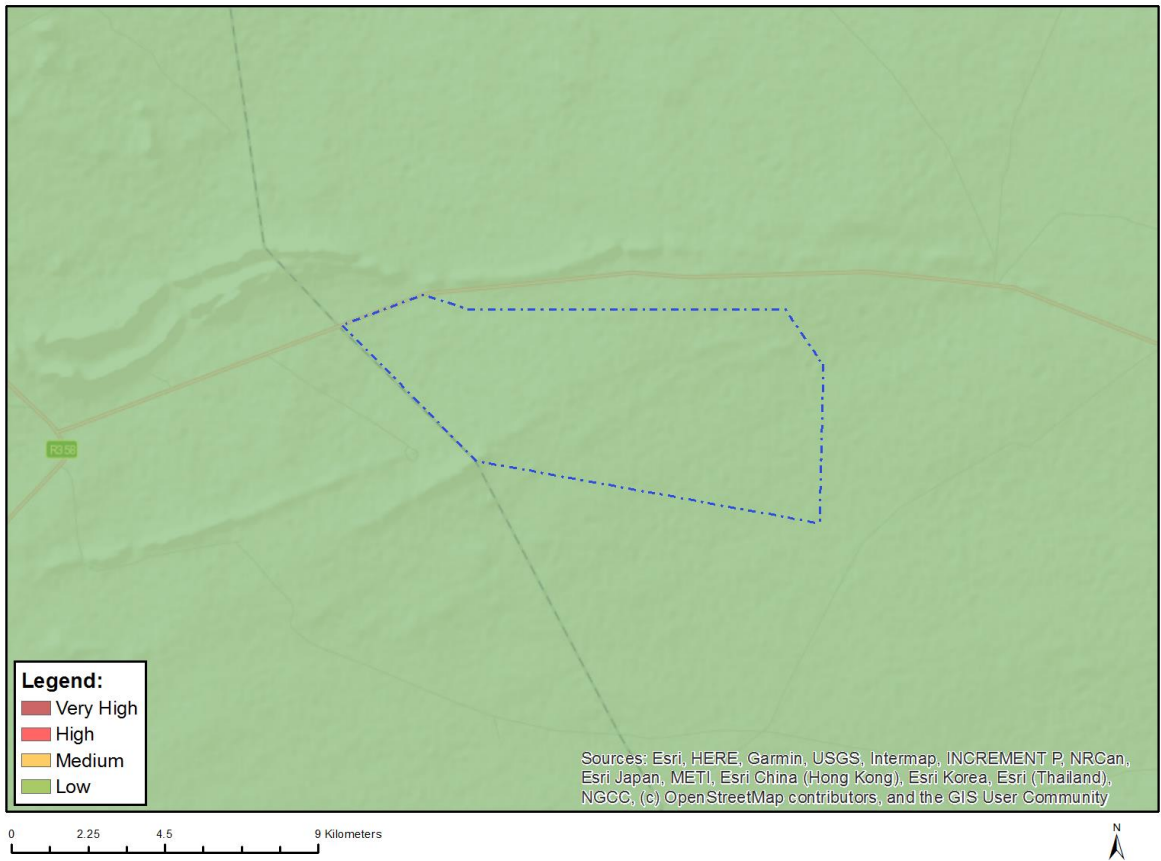 R358
Legend:
Very High
High
Medium
Low
Sources: Esri, HERE, Garmin, USGS, Intermap, INCREMENT P, NRCan,
Esri Japan, METI, Esri China (Hong Kong), Esri Korea, Esri (Thailand),
NGCC, (c) OpenStreetMap contributors, and the GIS User Community
0 2.25 4.5 9 Kilometers
N